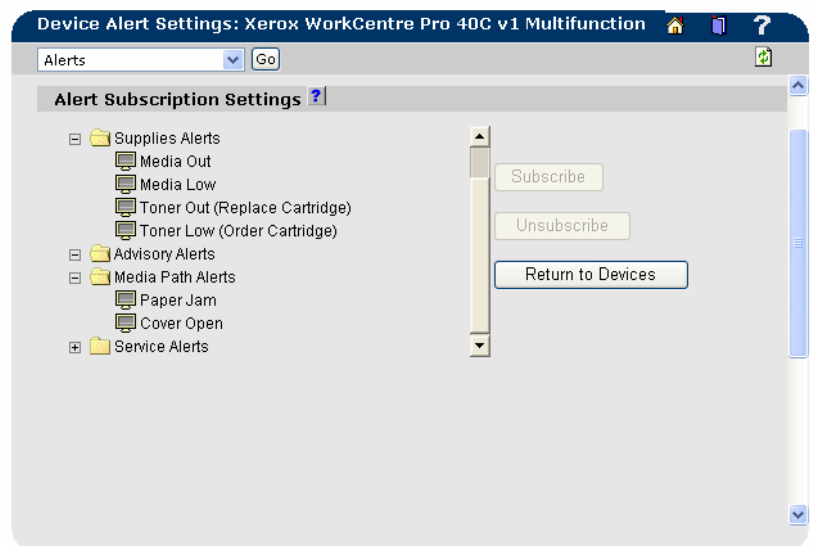 Device Alert Settings: Xerox WorkCentre Pro 40C v1 Multifunction ?
Alerts Go
Alert Subscription Settings ?
Supplies Alerts
Media Out
Media Low
Toner Out (Replace Cartridge)
Toner Low (Order Cartridge)
Advisory Alerts
Media Path Alerts
Paper Jam
Cover Open
Service Alerts
Subscribe
Unsubscribe
Return to Devices